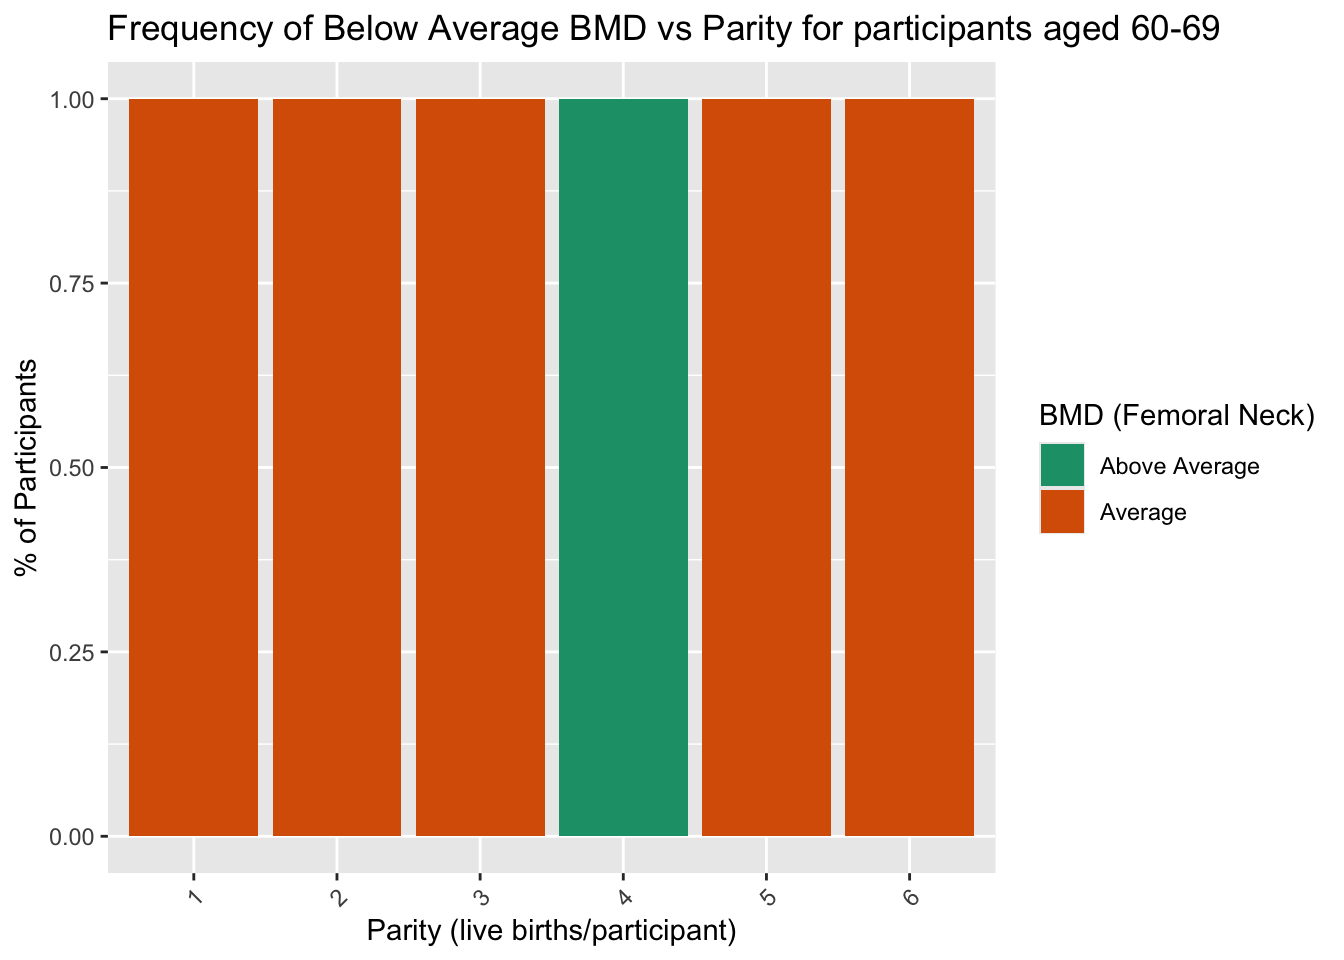 Frequency of Below Average BMD vs Parity for participants aged 60-69
1.00
0.75
0.50
0.25
0.00
% of Participants
1
2
3
4
5
6
Parity (live births/participant)
BMD (Femoral Neck)
Above Average
Average